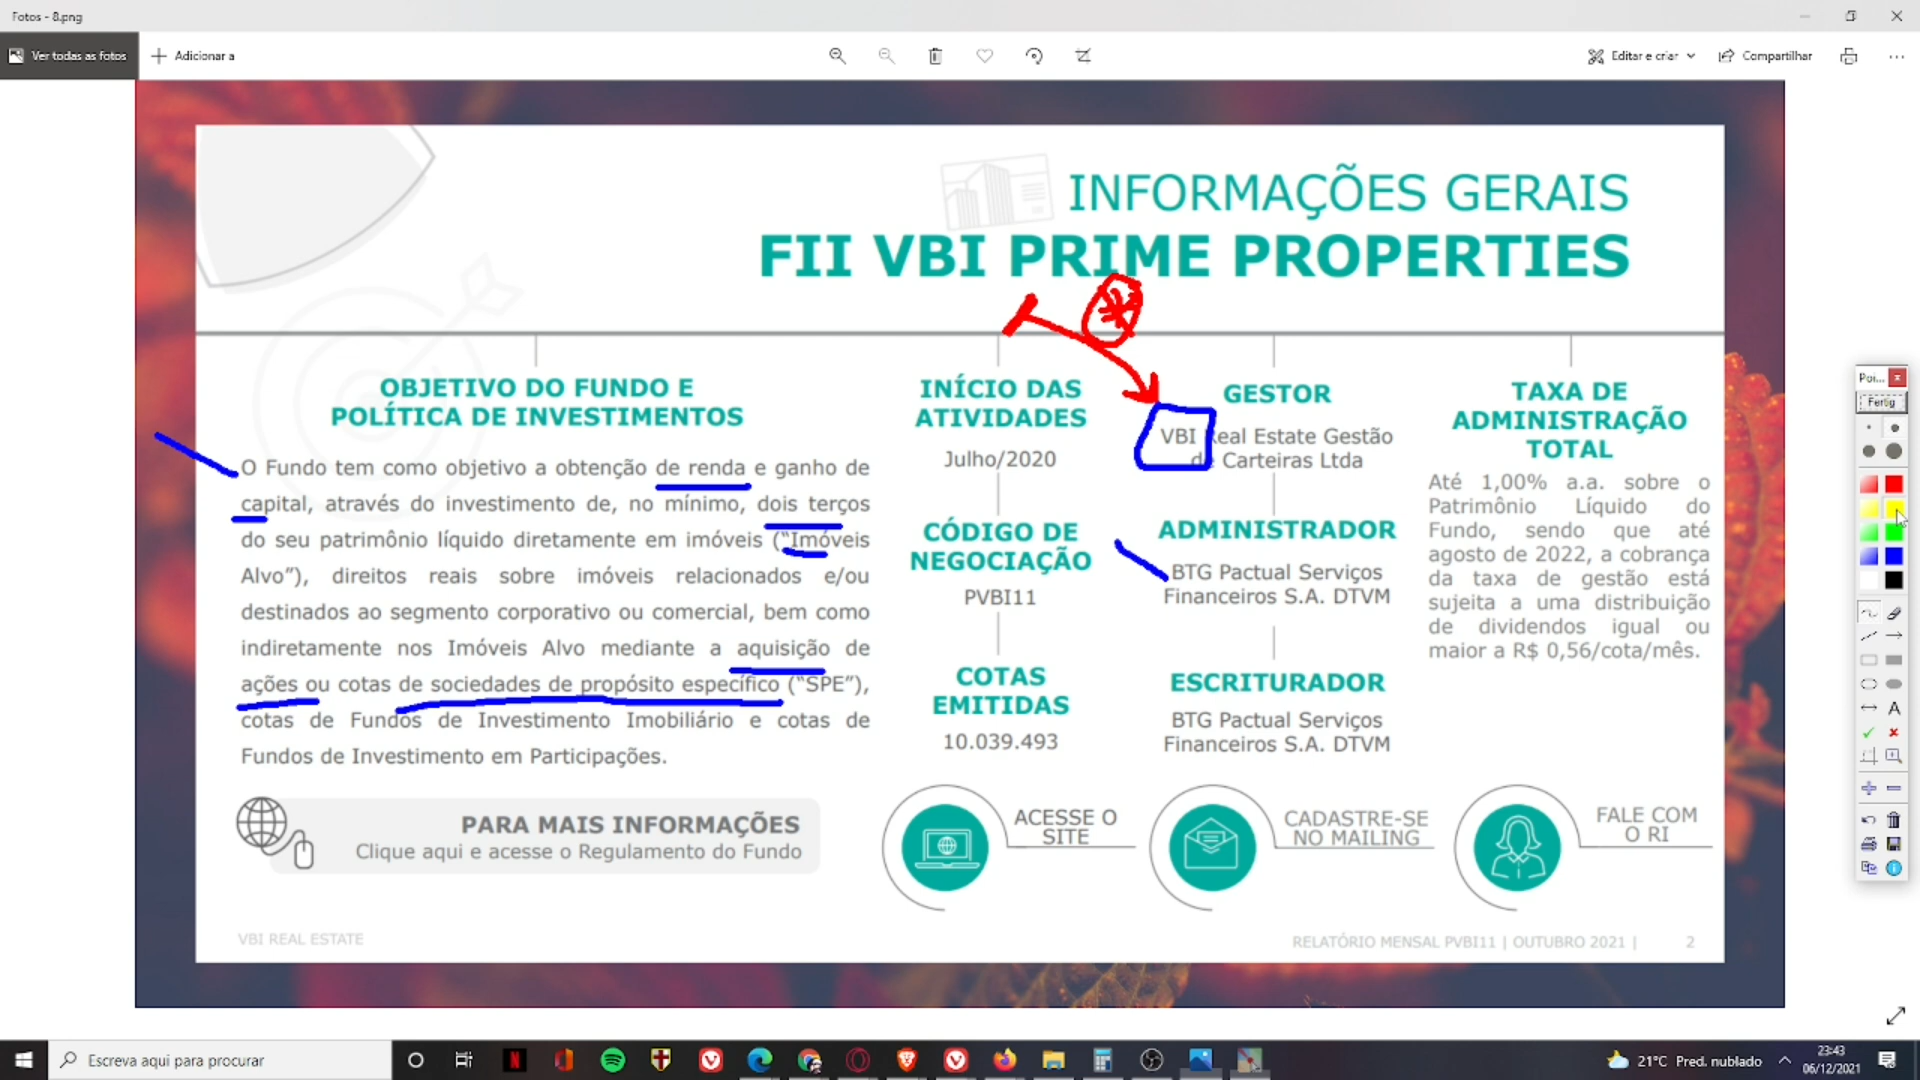 Fotos - 8.png
Ver todas as fotos
Adicionar a
Editar e criar
Compartilhar
INFORMAÇÕES GERAIS
FII VBI PRIME PROPERTIES
OBJETIVO DO FUNDO E
POLÍTICA DE INVESTIMENTOS
O Fundo tem como objetivo a obtenção de renda e ganho de
capital, através do investimento de, no mínimo, dois terços
do seu patrimônio líquido diretamente em imóveis (“Imóveis
Alvo”), direitos reais sobre imóveis relacionados e/ou
destinados ao segmento corporativo ou comercial, bem como
indiretamente nos Imóveis Alvo mediante a aquisição de
ações ou cotas de sociedades de propósito específico (“SPE”),
cotas de Fundos de Investimento Imobiliário e cotas de
Fundos de Investimento em Participações.
PARA MAIS INFORMAÇÕES
Clique aqui e acesse o Regulamento do Fundo
INÍCIO DAS
ATIVIDADES
Julho/2020
CÓDIGO DE
NEGOCIAÇÃO
PVBI11
COTAS
EMITIDAS
10.039.493
GESTOR
VBI Real Estate Gestão
de Carteiras Ltda
ADMINISTRADOR
BTG Pactual Serviços
Financeiros S.A. DTVM
ESCRITURADOR
BTG Pactual Serviços
Financeiros S.A. DTVM
TAXA DE
ADMINISTRAÇÃO
TOTAL
Até 1,00% a.a. sobre o
Patrimônio Líquido do
Fundo, sendo que até
agosto de 2022, a cobrança
da taxa de gestão está
sujeita a uma distribuição
de dividendos igual ou
maior a R$ 0,56/cota/mês.
ACESSE O
SITE
CADASTRE-SE
NO MAILING
FALE COM
O RI
VBI REAL ESTATE
RELATÓRIO MENSAL PVBI11 | OUTUBRO 2021 |
2
Poi...
Fertig
A
Escreva aqui para procurar
21°C Pred. nublado
23:43
06/12/2021